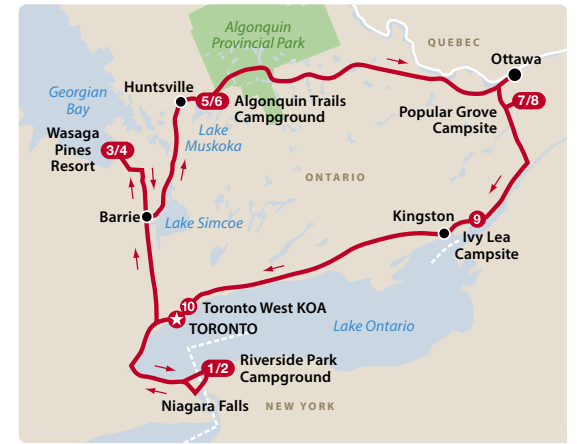 Algonquin
Provincial Park
QUEBEC
Ottawa
Georgian
Bay
Huntsville
5/6
Algonquin Trails
Campground
7/8
Popular Grove
Campsite
Wasaga
Pines
Resort
3/4
Lake
Muskoka
ONTARIO
Barrie
Lake Simcoe
Kingston
9
Ivy Lea
Campsite
10
Toronto West KOA
TORONTO
Lake Ontario
1/2
Riverside Park
Campground
Niagara Falls
NEW YORK